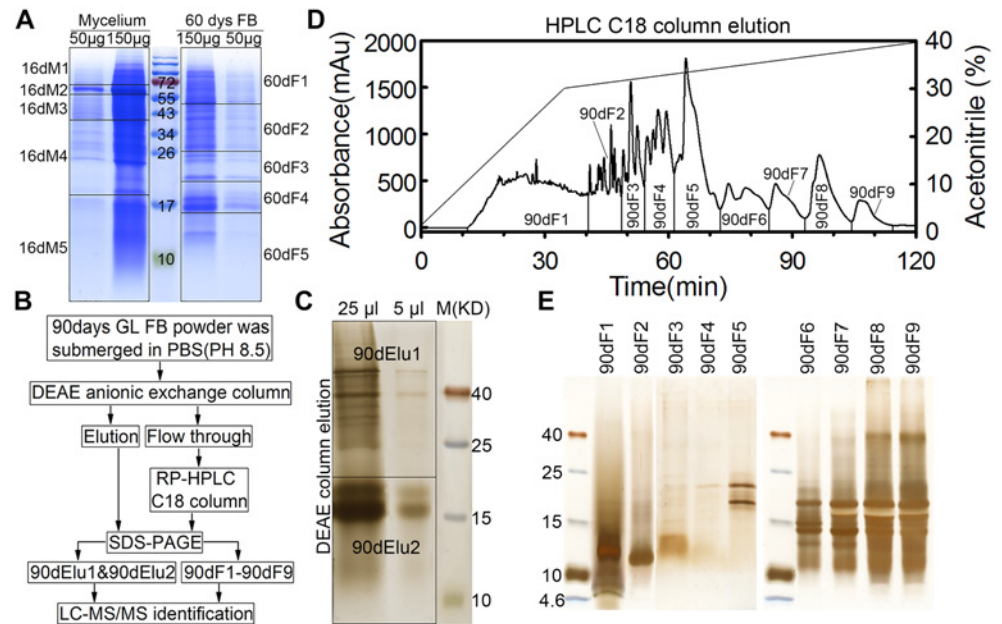 A
Mycelium
60 dys FB
50µg 150µg
150µg 50µg
16dM1
16dM2
16dM3
16dM4
16dM5
72
55
43
34
26
17
10
60dF1
60dF2
60dF3
60dF4
60dF5
B
90days GL FB powder was
submerged in PBS(PH 8.5)
DEAE anionic exchange column
Elution
Flow through
RP-HPLC
C18 column
SDS-PAGE
90dElu1&90dElu2
90dF1-90dF9
LC-MS/MS identification
C
25 µl 5 µl M(KD)
DEAE column elution
90dElu1
90dElu2
40
25
15
10
D
HPLC C18 column elution
Absorbance(mAu)
2000
1500
1000
500
0
90dF1
90dF2
90dF3
90dF4
90dF5
90dF6
90dF7
90dF8
90dF9
40
30
20
10
0
Acetonitrile (%)
0 30 60 90 120
Time(min)
E
90dF1
90dF2
90dF3
90dF4
90dF5
90dF6
90dF7
90dF8
90dF9
40
25
15
10
4.6
40
25
15
10
4.6